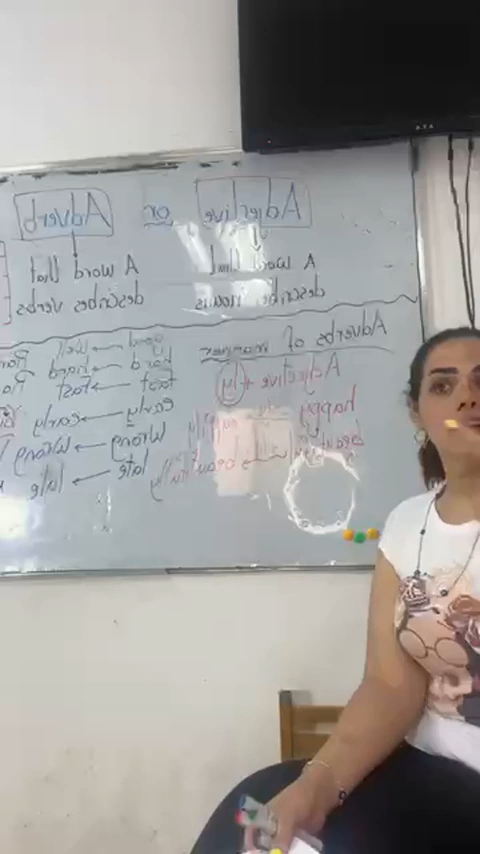 Adjective or Adverb
A word that
describes nouns
A word that
describes verbs
Adverbs of manner
Adjective + ly
happy happily
beautiful beautifully
good → well
hard → hard
fast → fast
early → early
Wrong → Wrong
late → late